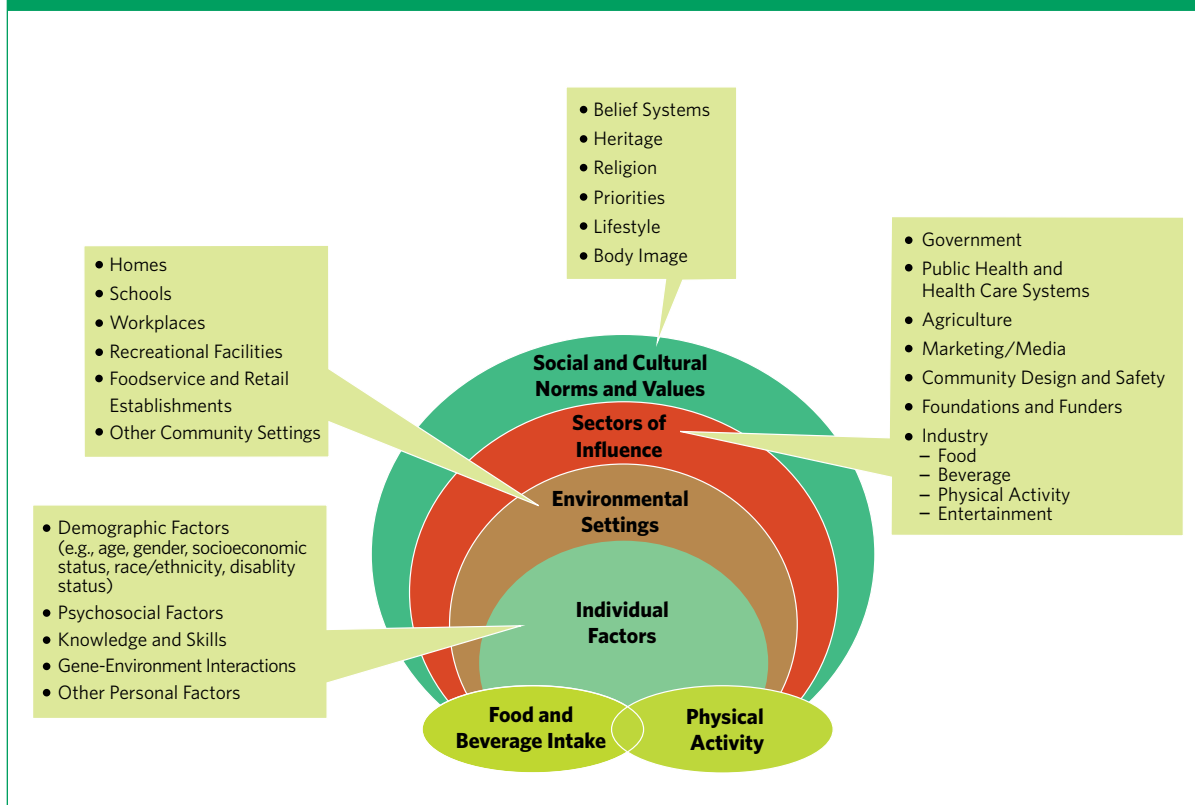 • Belief Systems
• Heritage
• Religion
• Priorities
• Lifestyle
• Body Image
• Homes
• Schools
• Workplaces
• Recreational Facilities
• Foodservice and Retail
Establishments
• Other Community Settings
• Government
• Public Health and
Health Care Systems
• Agriculture
• Marketing/Media
• Community Design and Safety
• Foundations and Funders
• Industry
– Food
– Beverage
– Physical Activity
– Entertainment
• Demographic Factors
(e.g., age, gender, socioeconomic
status, race/ethnicity, disablity
status)
• Psychosocial Factors
• Knowledge and Skills
• Gene-Environment Interactions
• Other Personal Factors
Social and Cultural
Norms and Values
Sectors of
Influence
Environmental
Settings
Individual
Factors
Food and
Beverage Intake
Physical
Activity